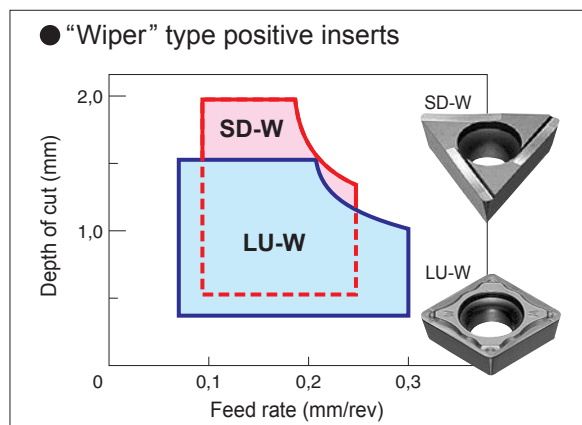 ● “Wiper” type positive inserts
2,0
SD-W
SD-W
1,0
LU-W
LU-W
0
0,1
0,2
0,3
Depth of cut (mm)
Feed rate (mm/rev)